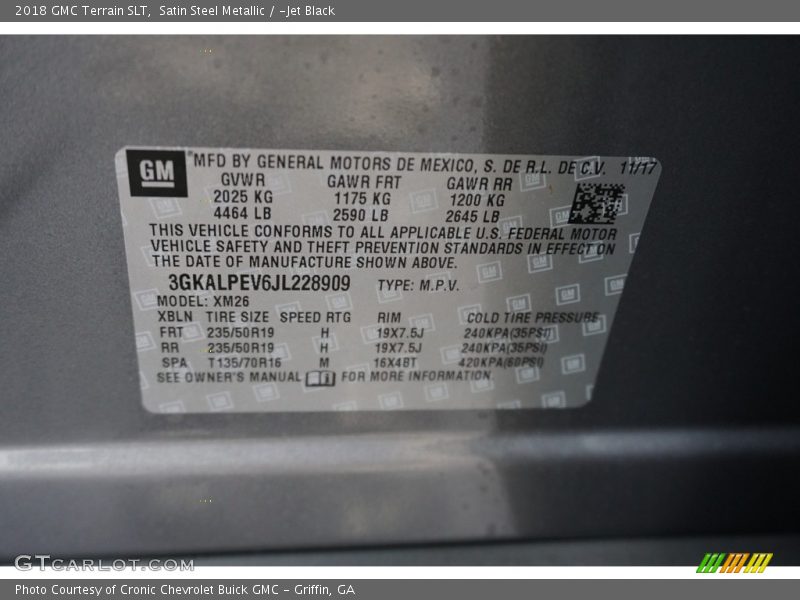 2018 GMC Terrain SLT, Satin Steel Metallic / -Jet Black
GM
MFD BY GENERAL MOTORS DE MEXICO, S. DE R.L. DE C.V. 11/17
GVWR GAWR FRT GAWR RR
2025 KG 1175 KG 1200 KG
4464 LB 2590 LB 2645 LB
THIS VEHICLE CONFORMS TO ALL APPLICABLE U.S. FEDERAL MOTOR
VEHICLE SAFETY AND THEFT PREVENTION STANDARDS IN EFFECT ON
THE DATE OF MANUFACTURE SHOWN ABOVE.
3GKALPEV6JL228909 TYPE: M.P.V.
MODEL: XM26
XBLN TIRE SIZE SPEED RTG RIM COLD TIRE PRESSURE
FRT 235/50R19 H 19X7.5J 240KPA(35PSI)
RR 235/50R19 H 19X7.5J 240KPA(35PSI)
SPA T135/70R16 M 16X4BT 420KPA(60PSI)
SEE OWNER'S MANUAL FOR MORE INFORMATION.
GTCARLOT.COM
Photo Courtesy of Cronic Chevrolet Buick GMC - Griffin, GA